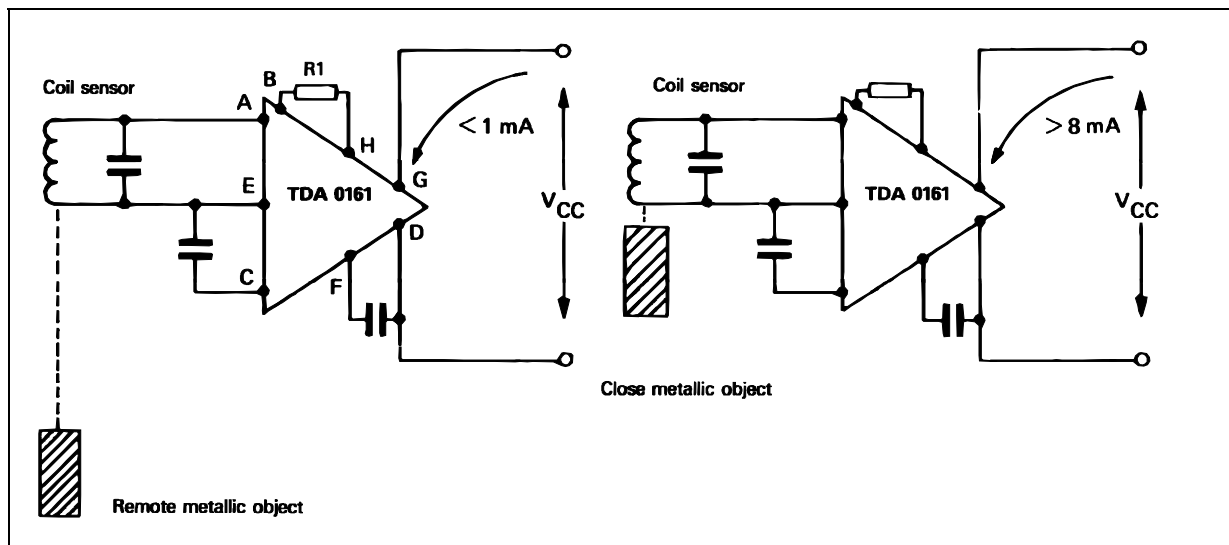 Coil sensor
A
B
R1
H
< 1 mA
G
E
TDA 0161
V CC
D
C
F
Remote metallic object
Coil sensor
> 8 mA
TDA 0161
V CC
Close metallic object